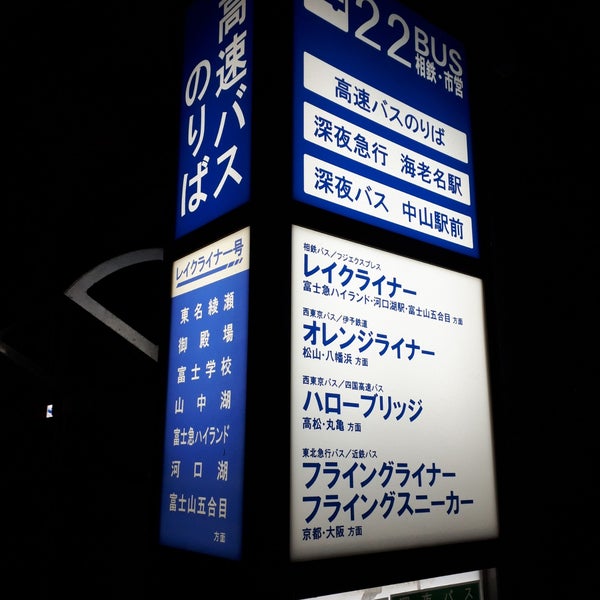 高速バス
のりば
レイクライナー号
東名綾瀬
御殿場
富士学校
山中湖
富士急ハイランド
河口湖
富士山五合目
方面
22 BUS
相鉄・市営
高速バスのりば
深夜急行 海老名駅
深夜バス 中山駅前
相鉄バス/フジエクスプレス
レイクライナー
富士急ハイランド・河口湖駅・富士山五合目 方面
西東京バス/伊予鉄道
オレンジライナー
松山・八幡浜 方面
西東京バス/四国高速バス
ハローブリッジ
高松・丸亀 方面
東北急行バス/近鉄バス
フライングライナー
フライングスニーカー
京都・大阪 方面